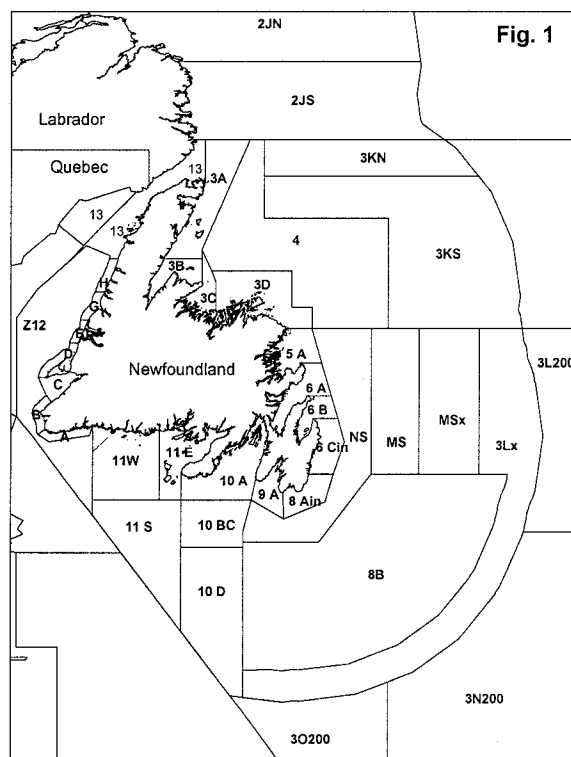 2JN
Fig. 1
2JS
Labrador
Quebec
3KN
13
3A
13
13
4
3KS
3B
H
3C
3D
G
Z12
5 A
3L200
D
Newfoundland
C
6 A
6 B
B
NS
MS
MSx
6 Cin
A
11W
11 E
3Lx
10 A
9 A
8 Ain
11 S
10 BC
8B
10 D
3N200
3O200